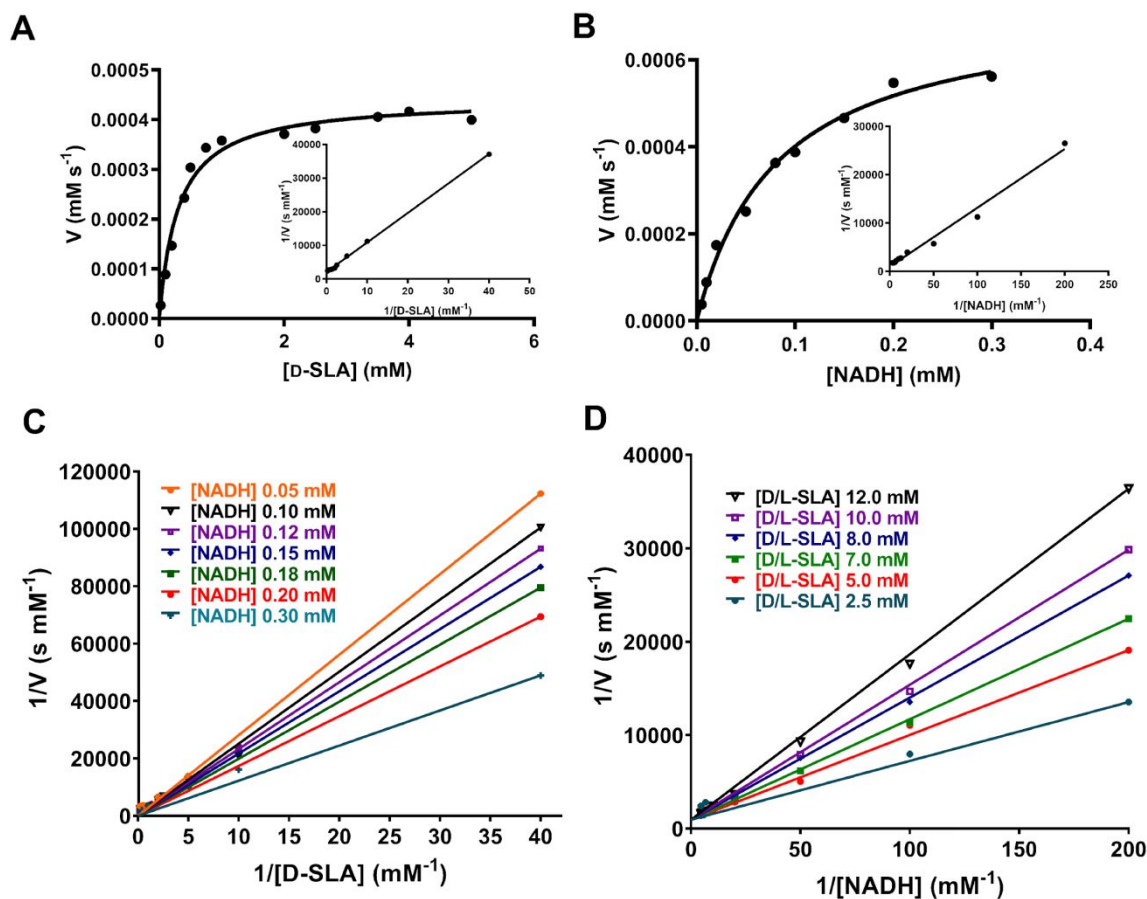 A
0.0005
0.0004
0.0003
0.0002
0.0001
0.0000
V (mM s⁻¹)
0 2 4 6
[D-SLA] (mM)
40000
30000
20000
10000
0
1/V (s mM⁻¹)
0 10 20 30 40 50
1/[D-SLA] (mM⁻¹)
B
0.0006
0.0004
0.0002
0.0000
V (mM s⁻¹)
0.0 0.1 0.2 0.3 0.4
[NADH] (mM)
30000
20000
10000
0
1/V (s mM⁻¹)
0 50 100 150 200 250
1/[NADH] (mM⁻¹)
C
120000
100000
80000
60000
40000
20000
0
1/V (s mM⁻¹)
[NADH] 0.05 mM
[NADH] 0.10 mM
[NADH] 0.12 mM
[NADH] 0.15 mM
[NADH] 0.18 mM
[NADH] 0.20 mM
[NADH] 0.30 mM
0 5 10 15 20 25 30 35 40
1/[D-SLA] (mM⁻¹)
D
40000
30000
20000
10000
0
1/V (s mM⁻¹)
[D/L-SLA] 12.0 mM
[D/L-SLA] 10.0 mM
[D/L-SLA] 8.0 mM
[D/L-SLA] 7.0 mM
[D/L-SLA] 5.0 mM
[D/L-SLA] 2.5 mM
0 50 100 150 200
1/[NADH] (mM⁻¹)